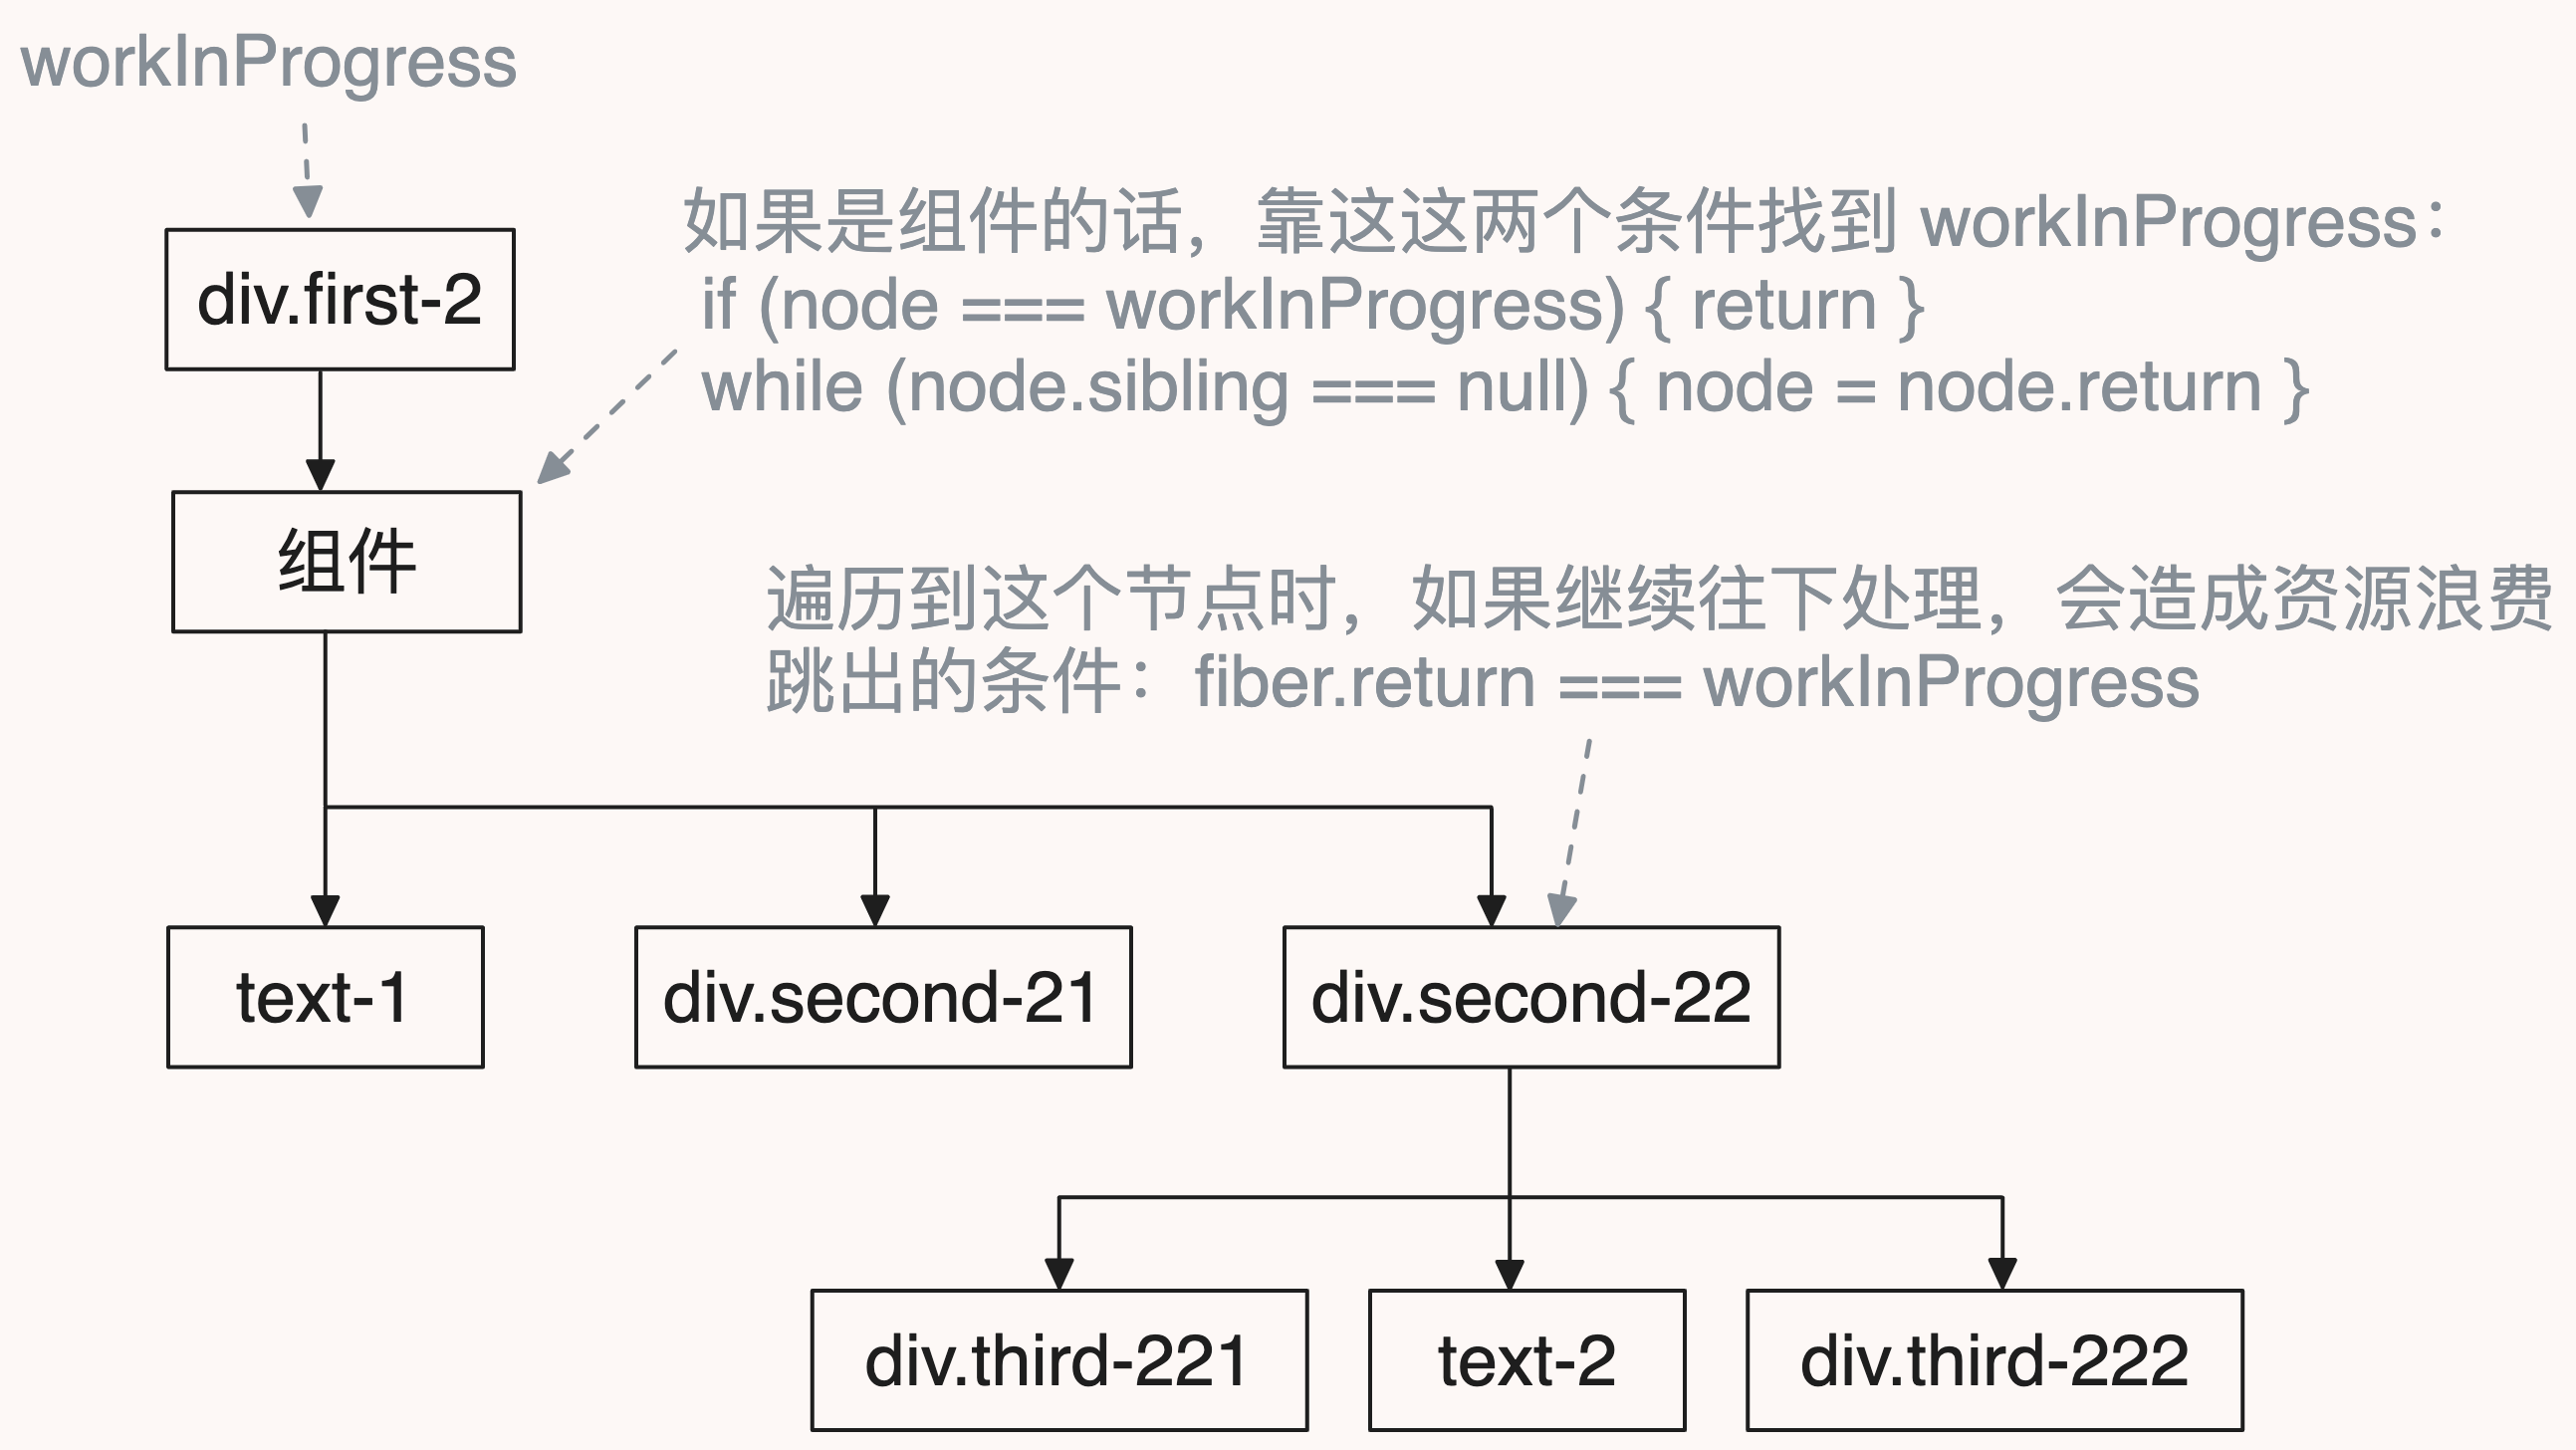 workInProgress
div.first-2
如果是组件的话，靠这这两个条件找到 workInProgress：
if (node === workInProgress) { return }
while (node.sibling === null) { node = node.return }
组件
遍历到这个节点时，如果继续往下处理，会造成资源浪费
跳出的条件：fiber.return === workInProgress
text-1
div.second-21
div.second-22
div.third-221
text-2
div.third-222